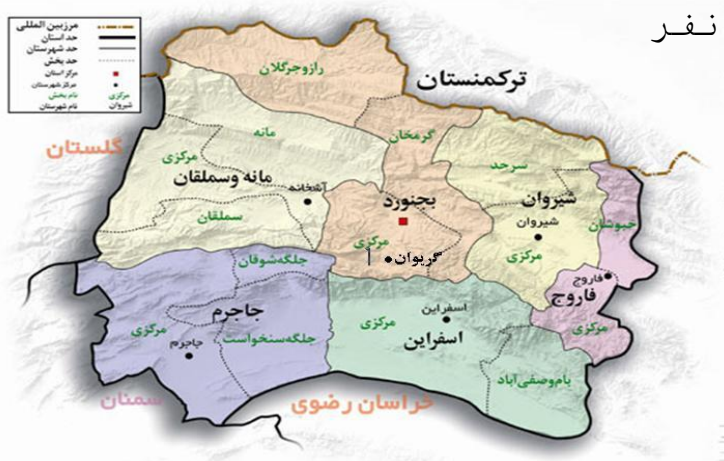 نفر
مرزبین المللی
حد استان
حد شهرستان
حد بخش
مرکز استان
مرکز شهرستان
مرکزی نام بخش
شیروان نام شهرستان
ترکمنستان
رازوجرگلان
گرمخان
مانه
گلستان
مرکزی
سرحد
مانه وسملقان
آشخانه
بجنورد
شیروان
شیروان
خبوشان
سملقان
مرکزی
مرکزی
گریوان
جلگه شوقان
فاروج
فاروج
جاجرم
اسفراین
مرکزی
مرکزی
مرکزی
جلگه سنخواست
اسفراین
جاجرم
بام وصفی آباد
سمنان
خراسان رضوی